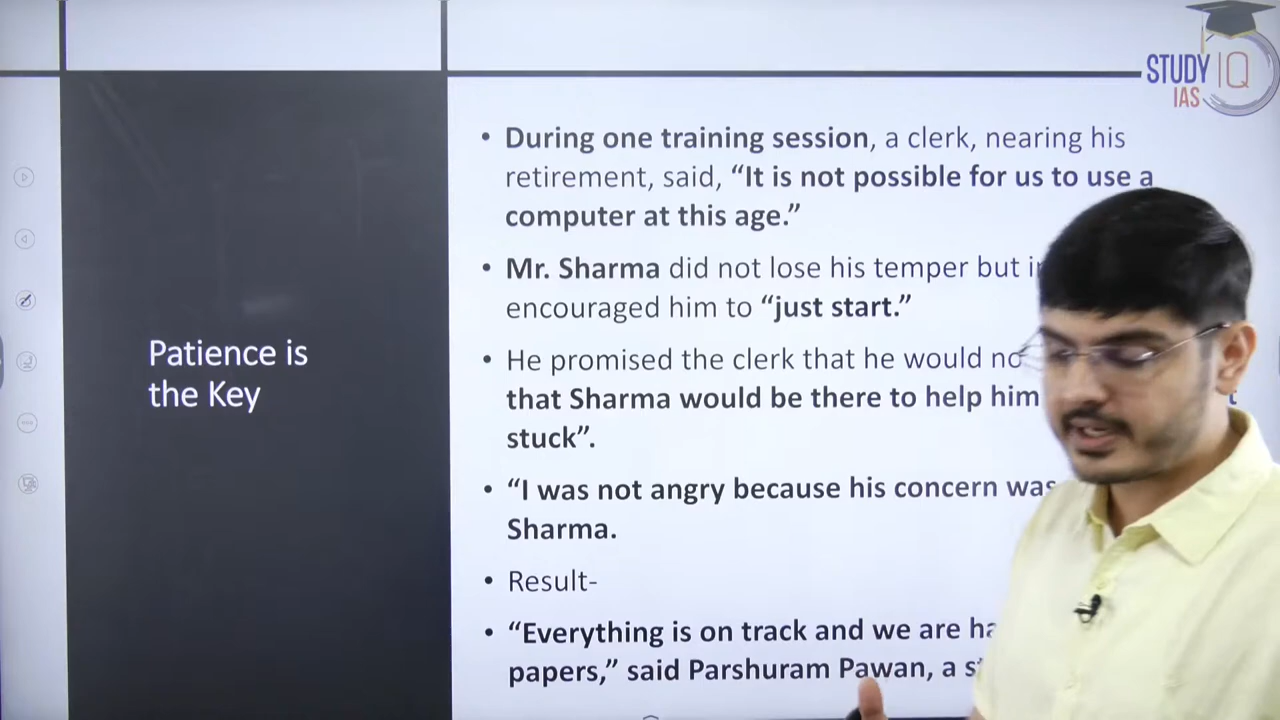 STUDY IQ
IAS
• During one training session, a clerk, nearing his
retirement, said, “It is not possible for us to use a
computer at this age.”
• Mr. Sharma did not lose his temper but
encouraged him to “just start.”
• He promised the clerk that he would
that Sharma would be there to help him
stuck”.
• “I was not angry because his concern was
Sharma.
• Result-
• “Everything is on track and we are
papers,” said Parshuram Pawan, a
Patience is
the Key